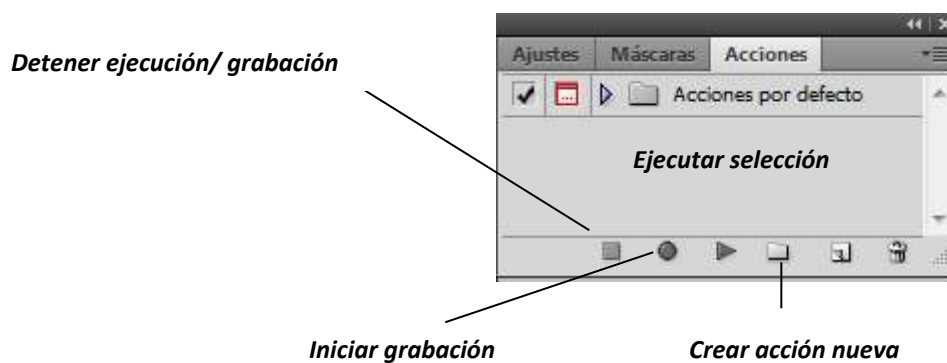 Detener ejecución/ grabación
Ajustes Máscaras Acciones
Acciones por defecto
Ejecutar selección
Iniciar grabación
Crear acción nueva